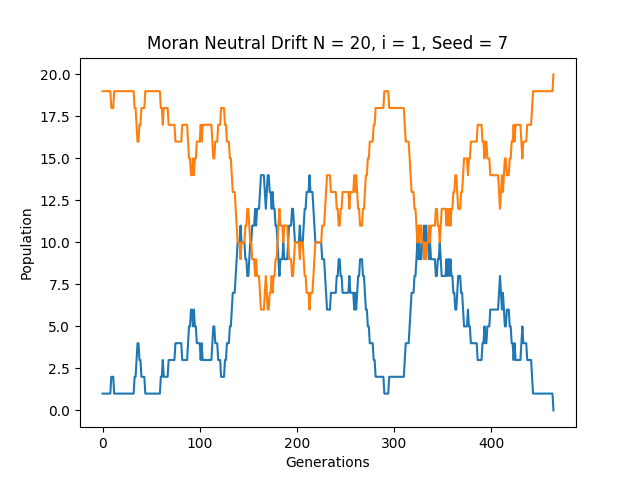 Moran Neutral Drift N = 20, i = 1, Seed = 7
20.0
17.5
15.0
12.5
10.0
7.5
5.0
2.5
0.0
Population
0 100 200 300 400
Generations